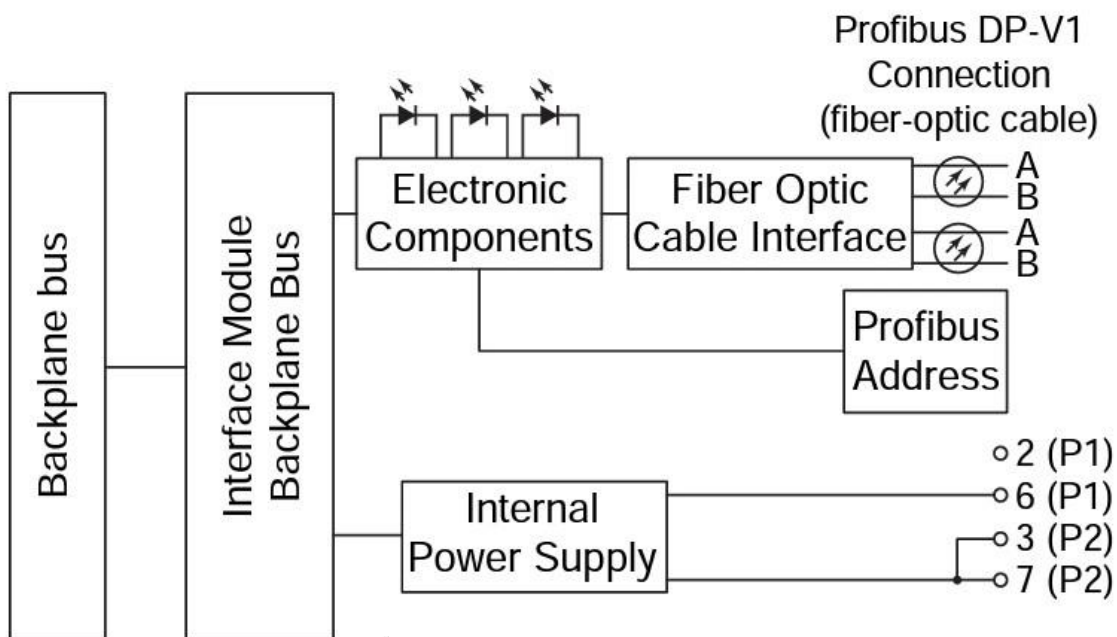 Profibus DP-V1
Connection
(fiber-optic cable)
Backplane bus
Interface Module
Backplane Bus
Electronic
Components
Fiber Optic
Cable Interface
A
B
A
B
Profibus
Address
Internal
Power Supply
2 (P1)
6 (P1)
3 (P2)
7 (P2)